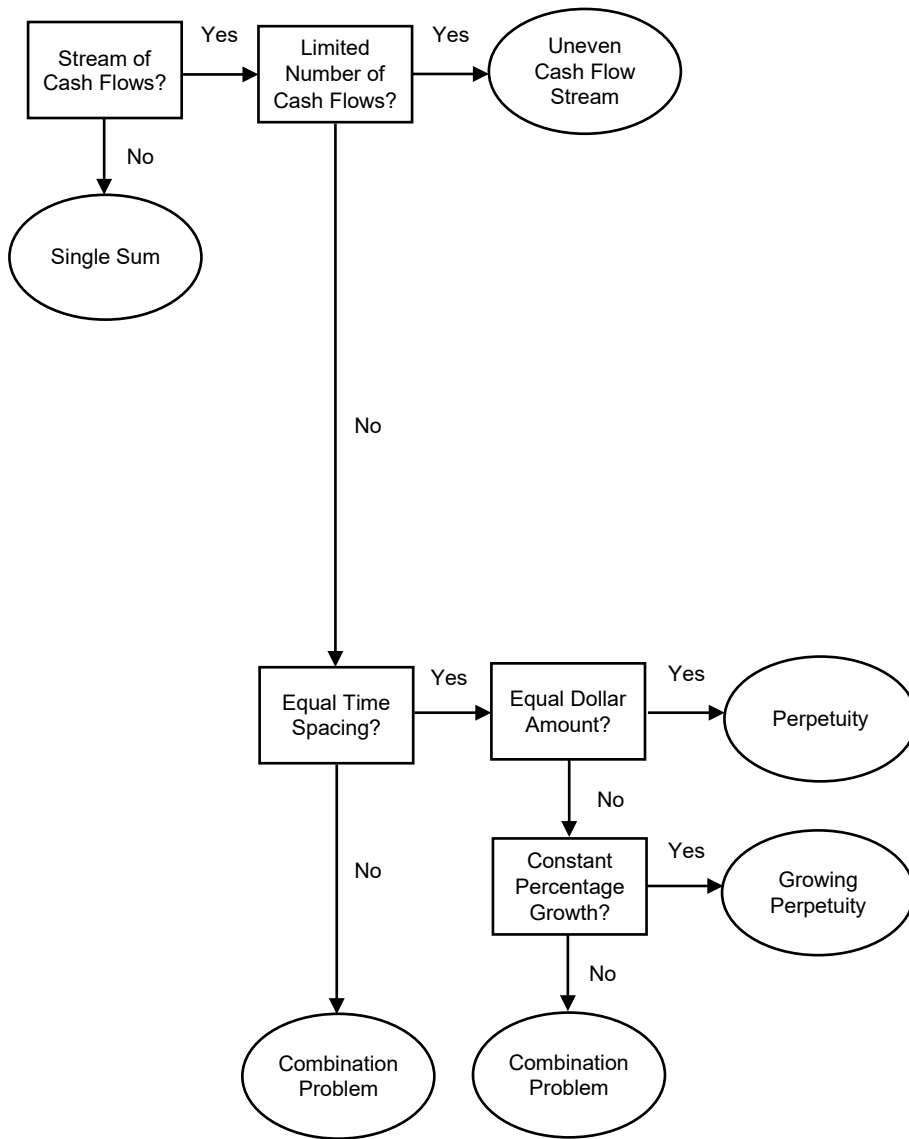 Stream of
Cash Flows?
Yes
Limited
Number of
Cash Flows?
Yes
Uneven
Cash Flow
Stream
No
Single Sum
No
Equal Time
Spacing?
Yes
Equal Dollar
Amount?
Yes
Perpetuity
No
No
Constant
Percentage
Growth?
Yes
Growing
Perpetuity
No
Combination
Problem
Combination
Problem